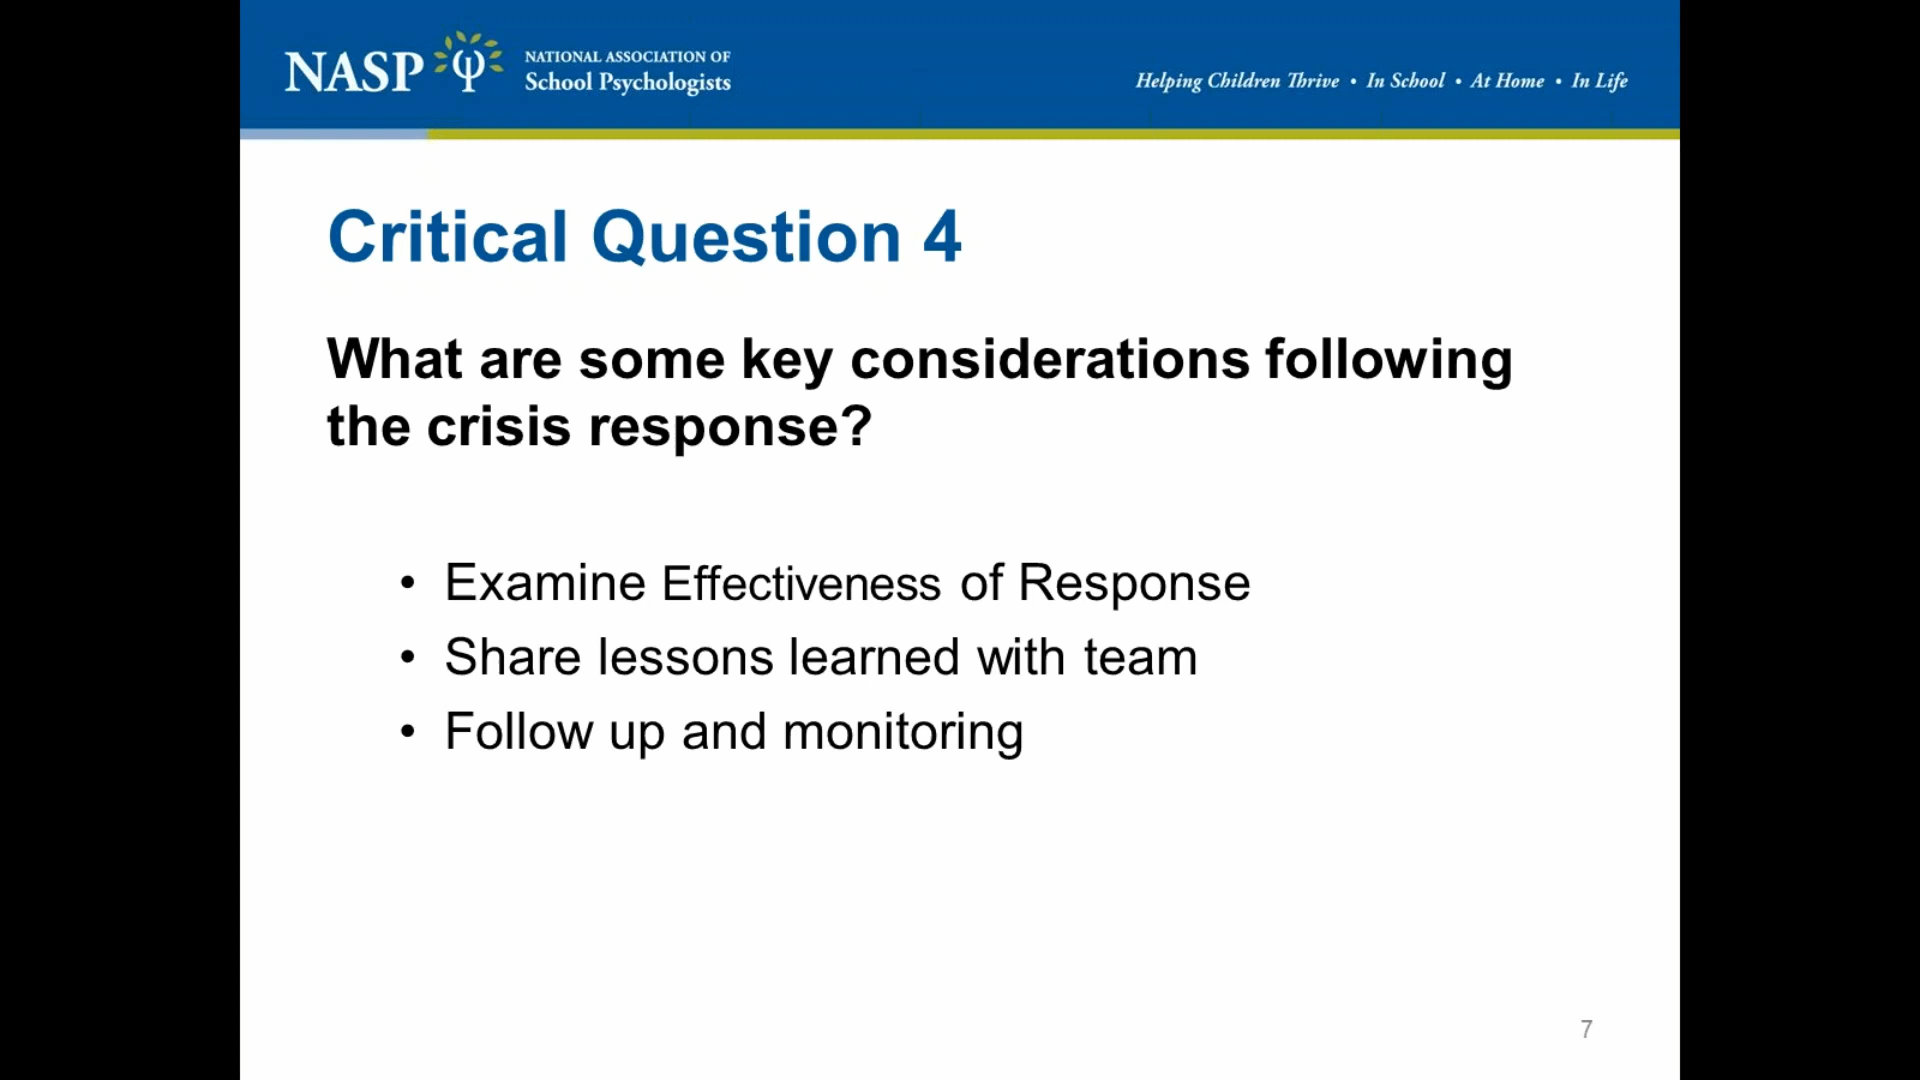 NASP
NATIONAL ASSOCIATION OF
School Psychologists
Helping Children Thrive • In School • At Home • In Life
Critical Question 4
What are some key considerations following
the crisis response?
• Examine Effectiveness of Response
• Share lessons learned with team
• Follow up and monitoring
7